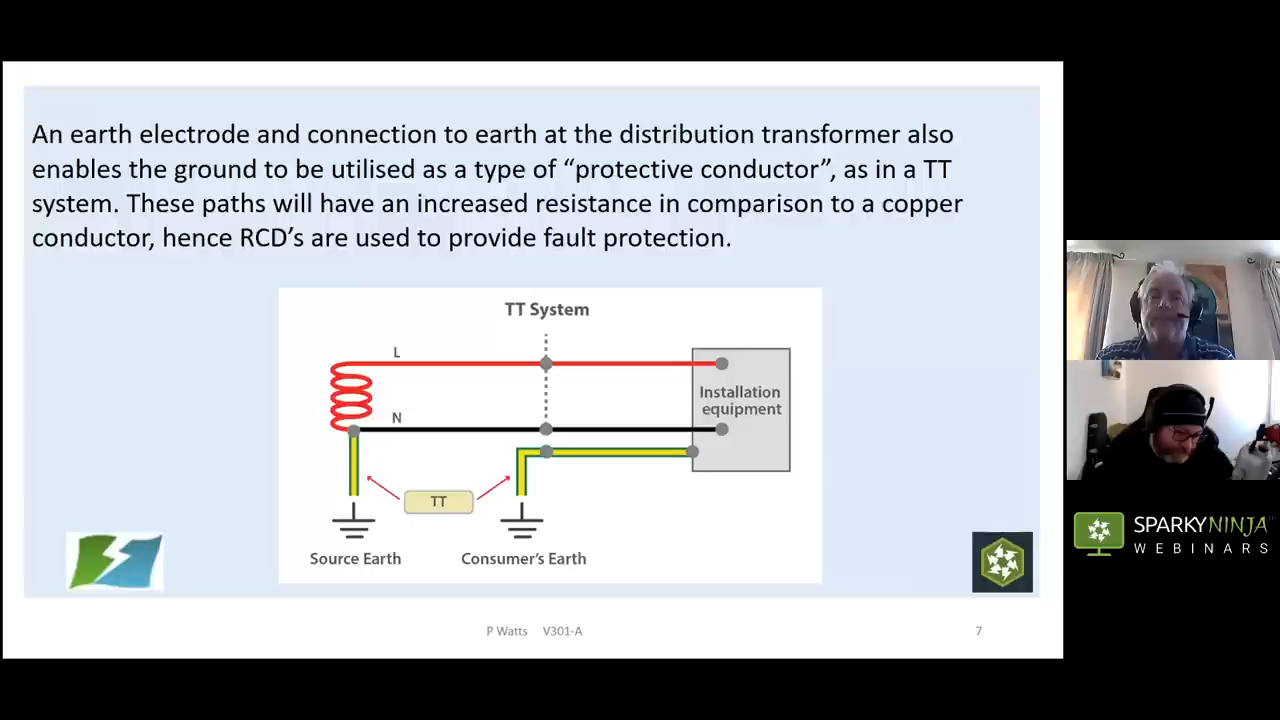 An earth electrode and connection to earth at the distribution transformer also
enables the ground to be utilised as a type of “protective conductor”, as in a TT
system. These paths will have an increased resistance in comparison to a copper
conductor, hence RCD’s are used to provide fault protection.
TT System
L
Installation
equipment
N
TT
Source Earth
Consumer’s Earth
P Watts V301-A
7
SPARKYNINJA
WEBINARS